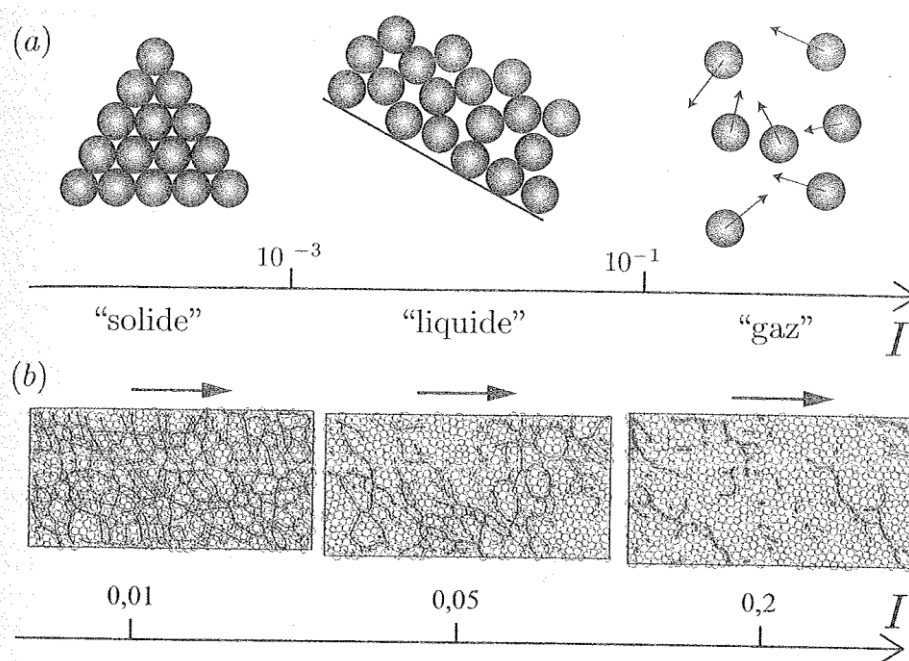 (a)
10⁻³ 10⁻¹
“solide” “liquide” “gaz” I
(b)
0,01 0,05 0,2 I